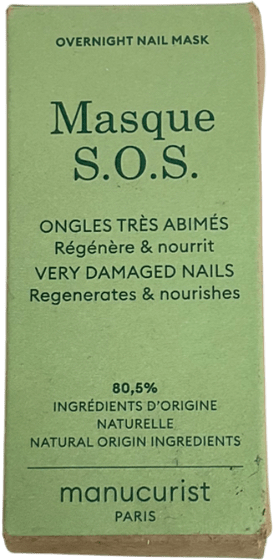 OVERNIGHT NAIL MASK
Masque
S.O.S.
ONGLES TRÈS ABIMÉS
Régénère & nourrit
VERY DAMAGED NAILS
Regenerates & nourishes
80,5%
INGRÉDIENTS D'ORIGINE
NATURELLE
NATURAL ORIGIN INGREDIENTS
manucurist
PARIS